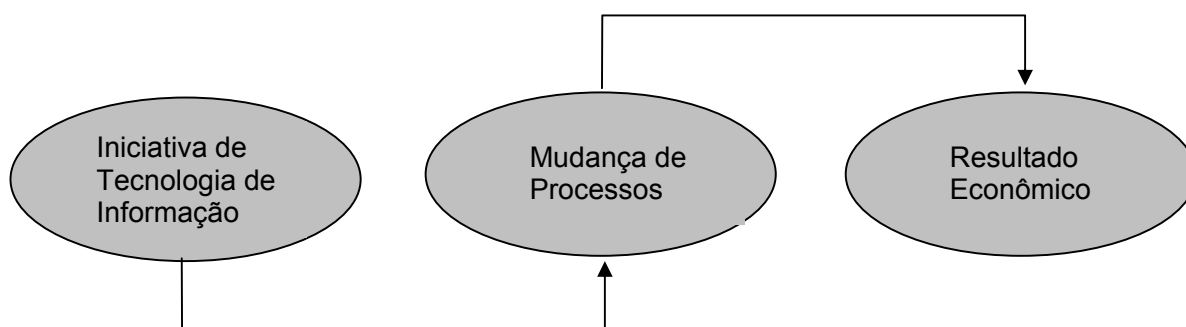 Iniciativa de
Tecnologia de
Informação
Mudança de
Processos
Resultado
Econômico